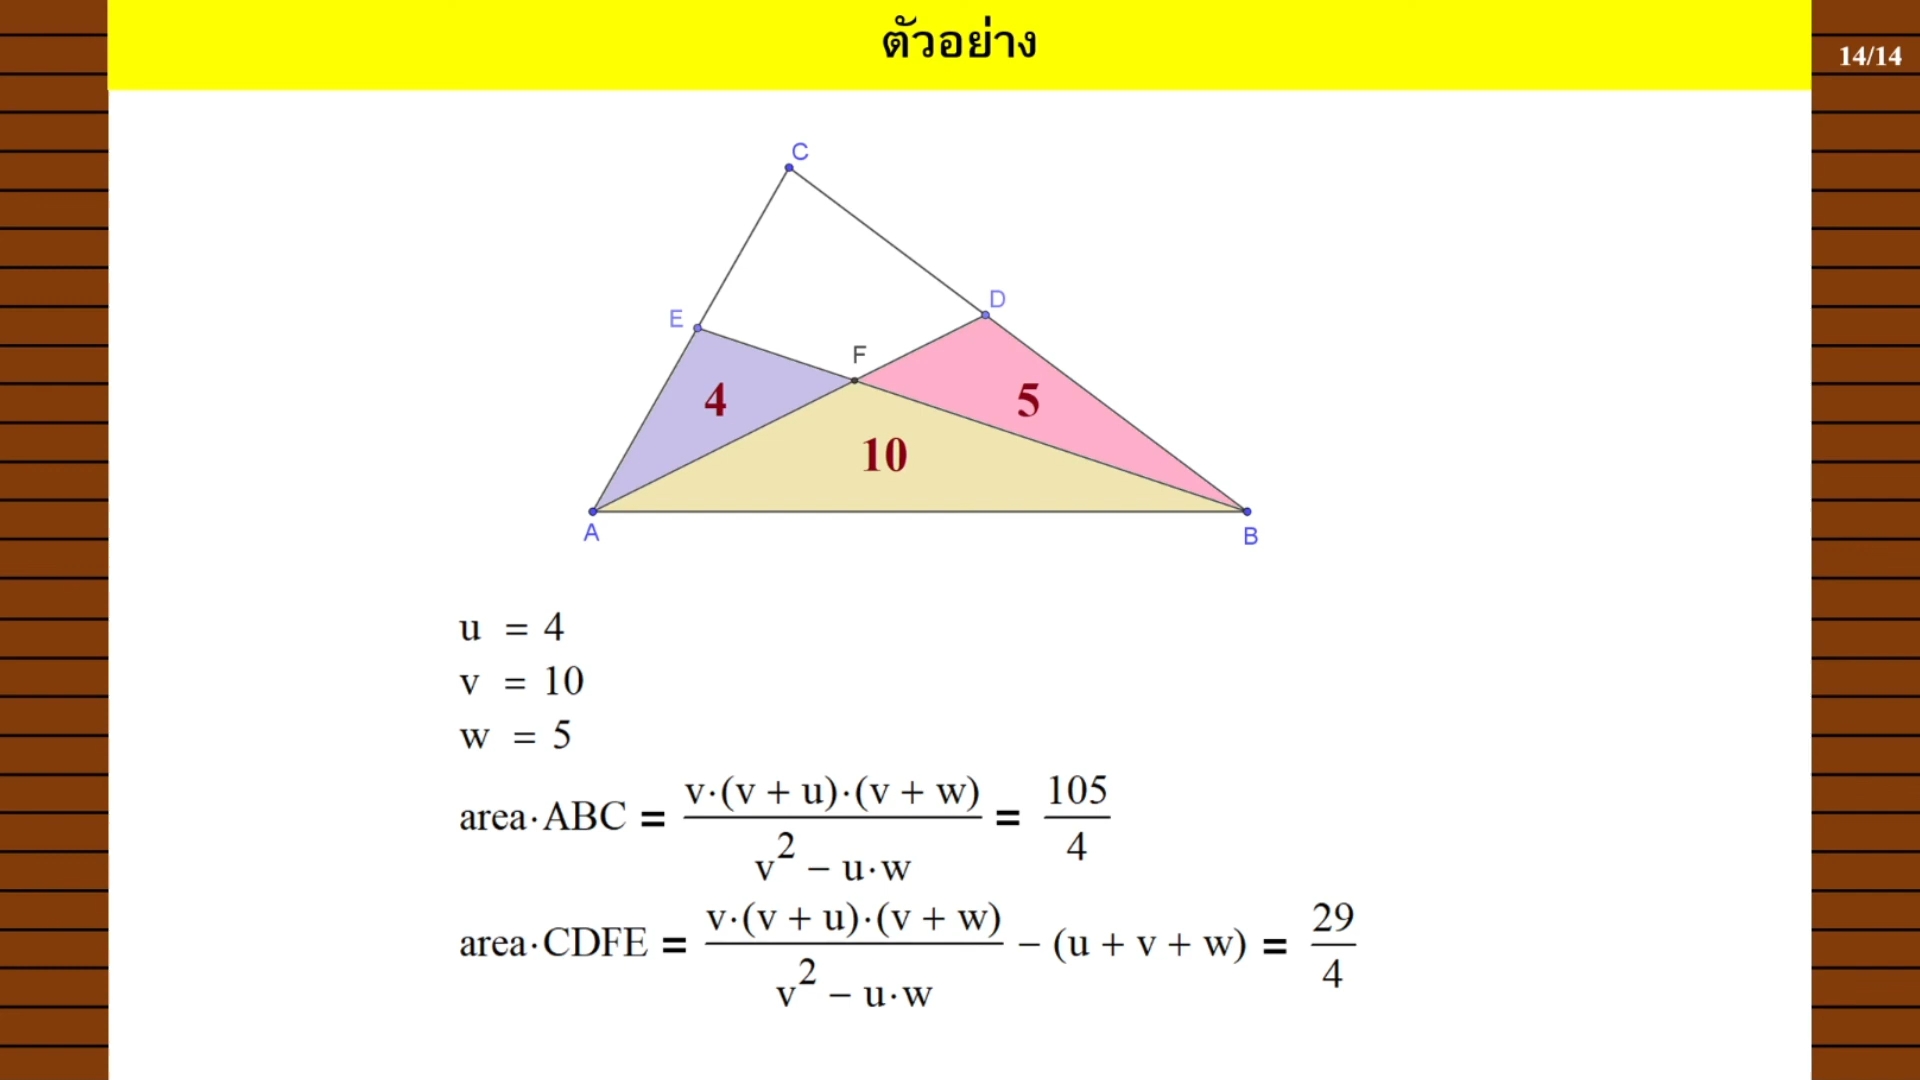 ตัวอย่าง
14/14
C
E
D
F
4
5
10
A
B
u = 4
v = 10
w = 5
area·ABC = v·(v + u)·(v + w) / v² − u·w = 105/4
area·CDFE = v·(v + u)·(v + w) / v² − u·w − (u + v + w) = 29/4